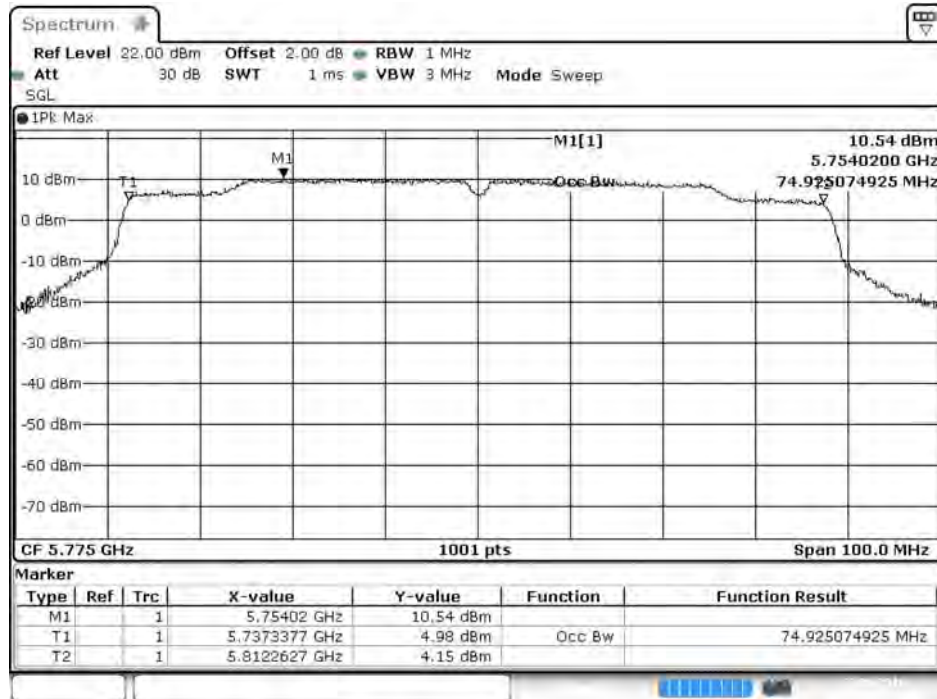 Spectrum
Ref Level 22.00 dBm Offset 2.00 dB RBW 1 MHz
Att 30 dB SWT 1 ms VBW 3 MHz Mode Sweep
SGL
1Pk Max
M1[1] 10.54 dBm
5.7540200 GHz
M1
10 dBm
T1
Occ Bw 74.925074925 MHz
T2
0 dBm
-10 dBm
-20 dBm
-30 dBm
-40 dBm
-50 dBm
-60 dBm
-70 dBm
CF 5.775 GHz 1001 pts Span 100.0 MHz
Marker
Type Ref Trc X-value Y-value Function Function Result
M1 1 5.75402 GHz 10.54 dBm
T1 1 5.7373377 GHz 4.98 dBm Occ Bw 74.925074925 MHz
T2 1 5.8122627 GHz 4.15 dBm